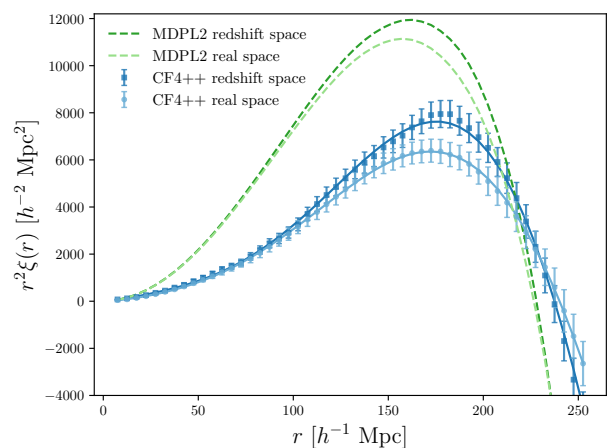 MDPL2 redshift space
MDPL2 real space
CF4++ redshift space
CF4++ real space
12000
10000
8000
6000
4000
2000
0
−2000
−4000
r²ξ(r) [h⁻² Mpc²]
0 50 100 150 200 250
r [h⁻¹ Mpc]